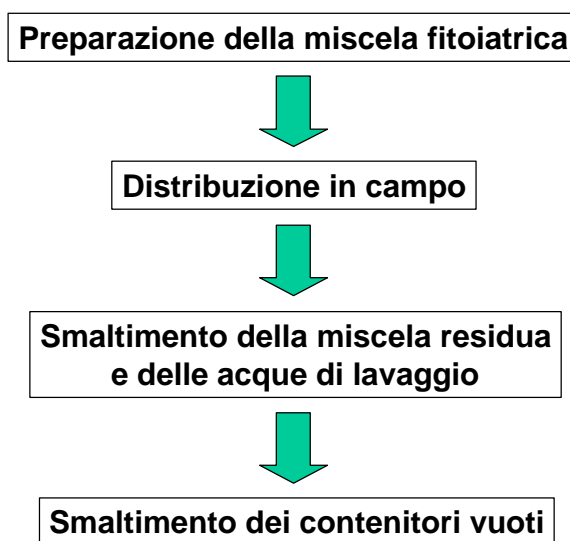 Preparazione della miscela fitoiatrica
Distribuzione in campo
Smaltimento della miscela residua
e delle acque di lavaggio
Smaltimento dei contenitori vuoti